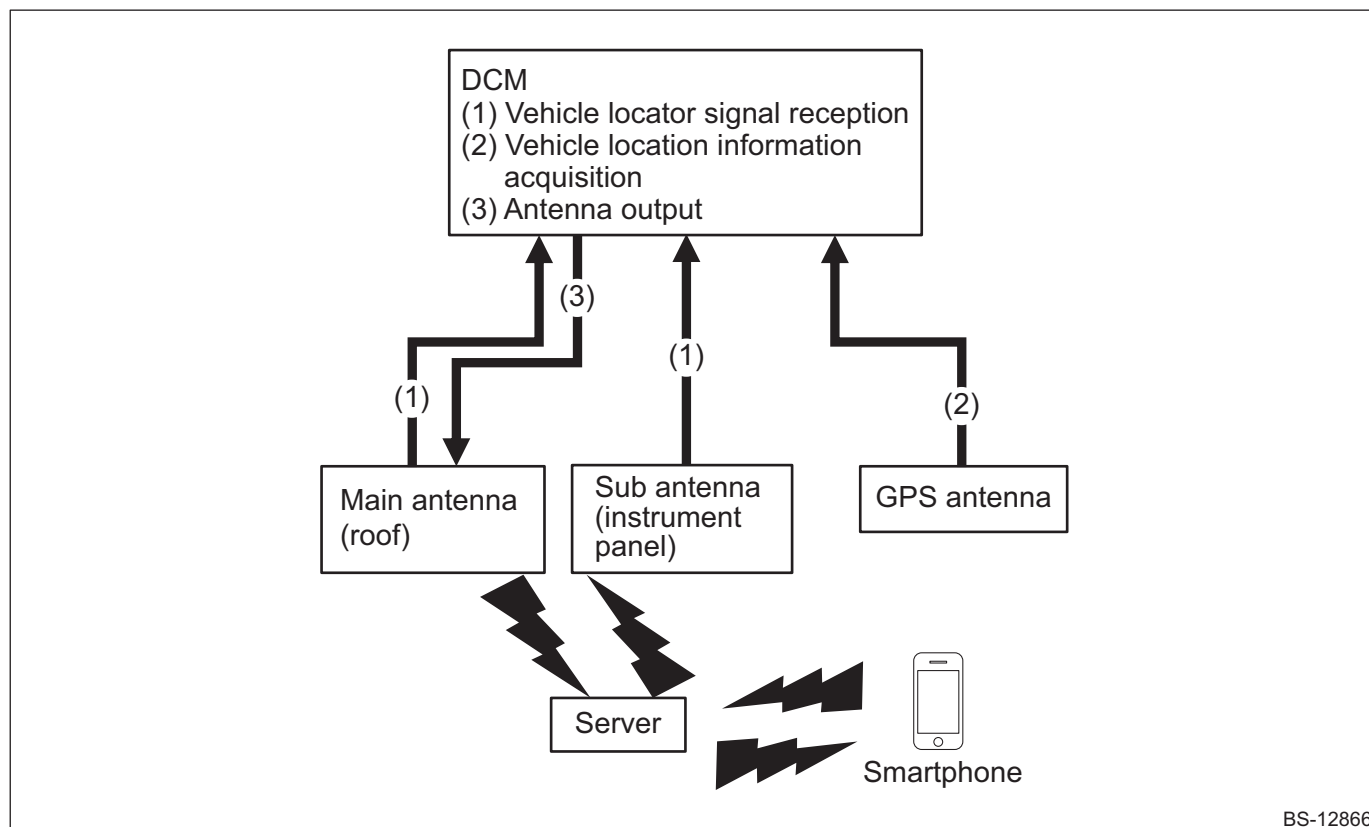 DCM
(1) Vehicle locator signal reception
(2) Vehicle location information
acquisition
(3) Antenna output
(3)
(1)
(1)
(2)
Main antenna
(roof)
Sub antenna
(instrument
panel)
GPS antenna
Server
Smartphone
BS-12866